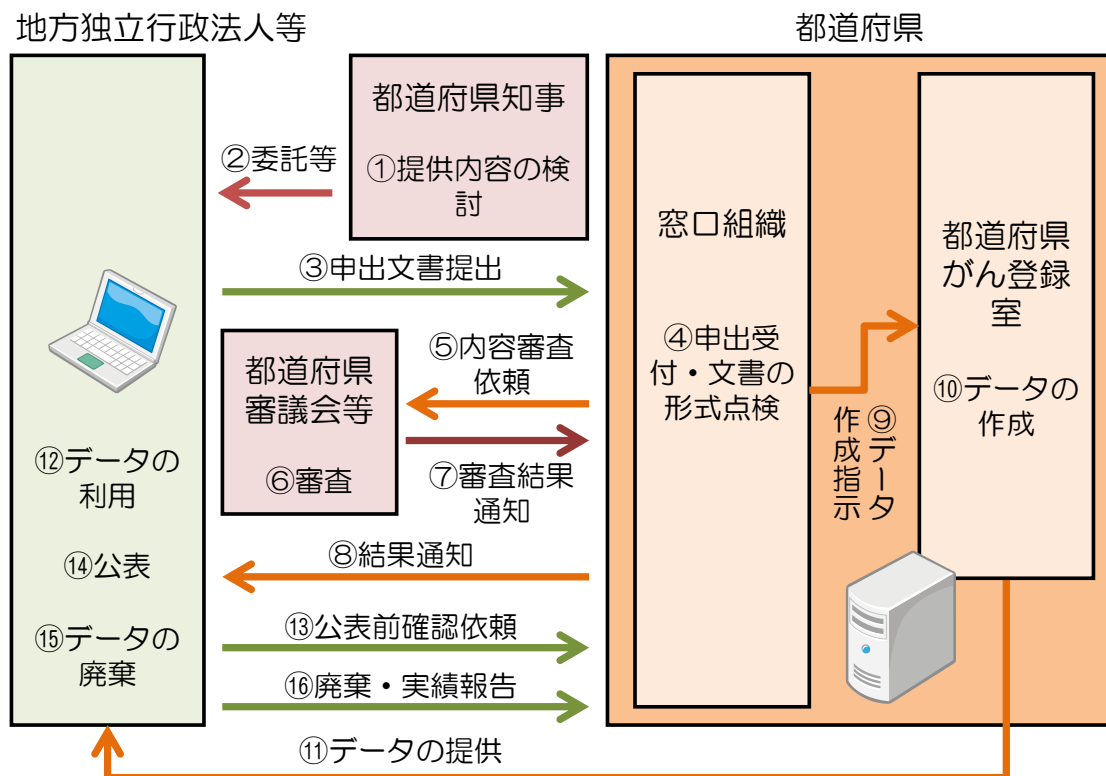 地方独立行政法人等
都道府県
都道府県知事
①提供内容の検
討
②委託等
③申出文書提出
窓口組織
④申出受
付・文書の
形式点検
都道府県
がん登録
室
⑩データの
作成
⑤内容審査
依頼
都道府県
審議会等
⑥審査
⑦審査結果
通知
⑨データ
作成指示
⑫データの
利用
⑧結果通知
⑭公表
⑬公表前確認依頼
⑮データの
廃棄
⑯廃棄・実績報告
⑪データの提供